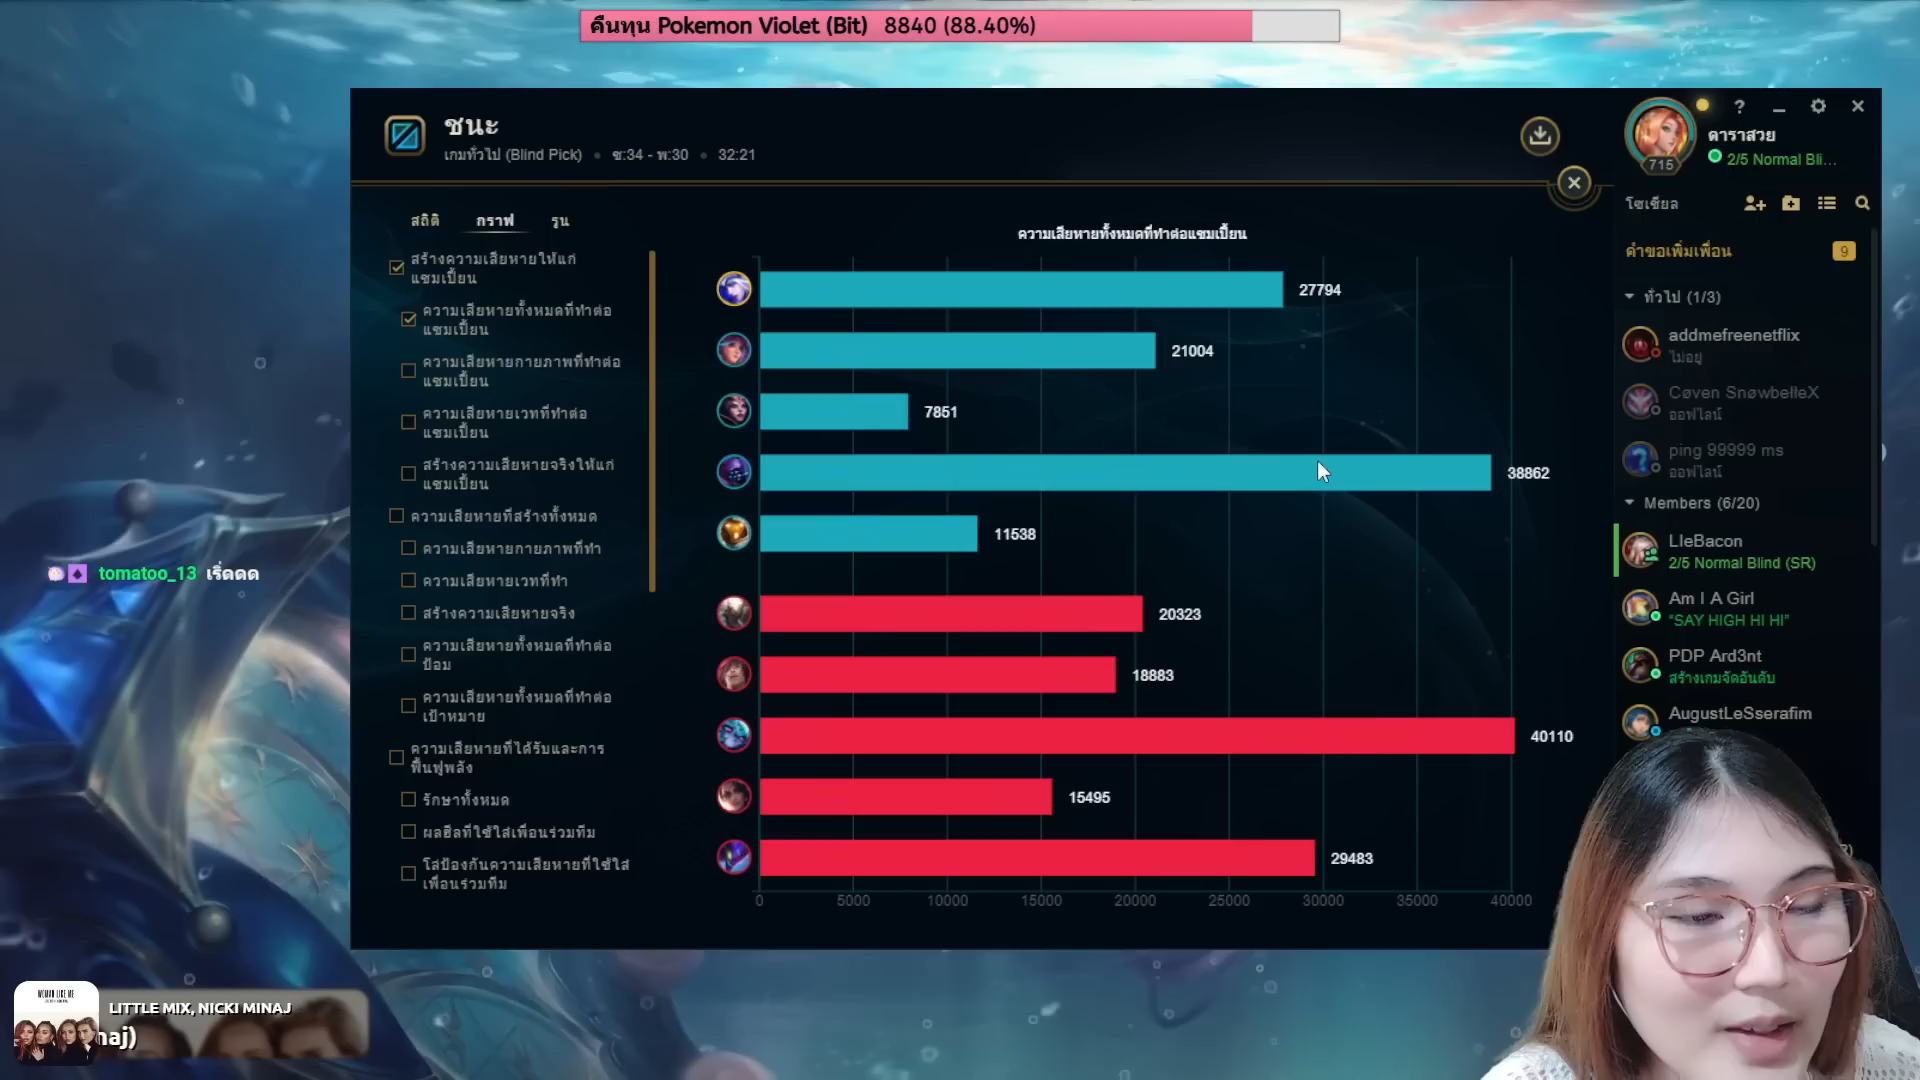 คืนทุน Pokemon Violet (Bit) 8840 (88.40%)
ชนะ
เกมทั่วไป (Blind Pick) • ช:34 - พ:30 • 32:21
สถิติ กราฟ รูน
สร้างความเสียหายให้แก่
แชมเปี้ยน
ความเสียหายทั้งหมดที่ทำต่อ
แชมเปี้ยน
ความเสียหายกายภาพที่ทำต่อ
แชมเปี้ยน
ความเสียหายเวทที่ทำต่อ
แชมเปี้ยน
สร้างความเสียหายจริงให้แก่
แชมเปี้ยน
ความเสียหายที่สร้างทั้งหมด
ความเสียหายกายภาพที่ทำ
ความเสียหายเวทที่ทำ
สร้างความเสียหายจริง
ความเสียหายทั้งหมดที่ทำต่อ
ป้อม
ความเสียหายทั้งหมดที่ทำต่อ
เป้าหมาย
ความเสียหายที่ได้รับและการ
ฟื้นฟูพลัง
รักษาทั้งหมด
ผลฮีลที่ใช้ใส่เพื่อนร่วมทีม
โล่ป้องกันความเสียหายที่ใช้ใส่
เพื่อนร่วมทีม
ความเสียหายทั้งหมดที่ทำต่อแชมเปี้ยน
27794
21004
7851
38862
11538
20323
18883
40110
15495
29483
0 5000 10000 15000 20000 25000 30000 35000 40000
?
ดาราสวย
715
2/5 Normal Bli...
โซเชียล
คำขอเพิ่มเพื่อน 9
ทั่วไป (1/3)
addmefreenetflix
ไม่อยู่
Cøven SnøwbełłeX
ออฟไลน์
ping 99999 ms
ออฟไลน์
Members (6/20)
LIeBacon
2/5 Normal Blind (SR)
Am I A Girl
"SAY HIGH HI HI"
PDP Ard3nt
สร้างเกมจัดอันดับ
AugustLeSserafim
tomatoo_13 เริ่ดดด
WOMAN LIKE ME
LITTLE MIX, NICKI MINAJ
naj)